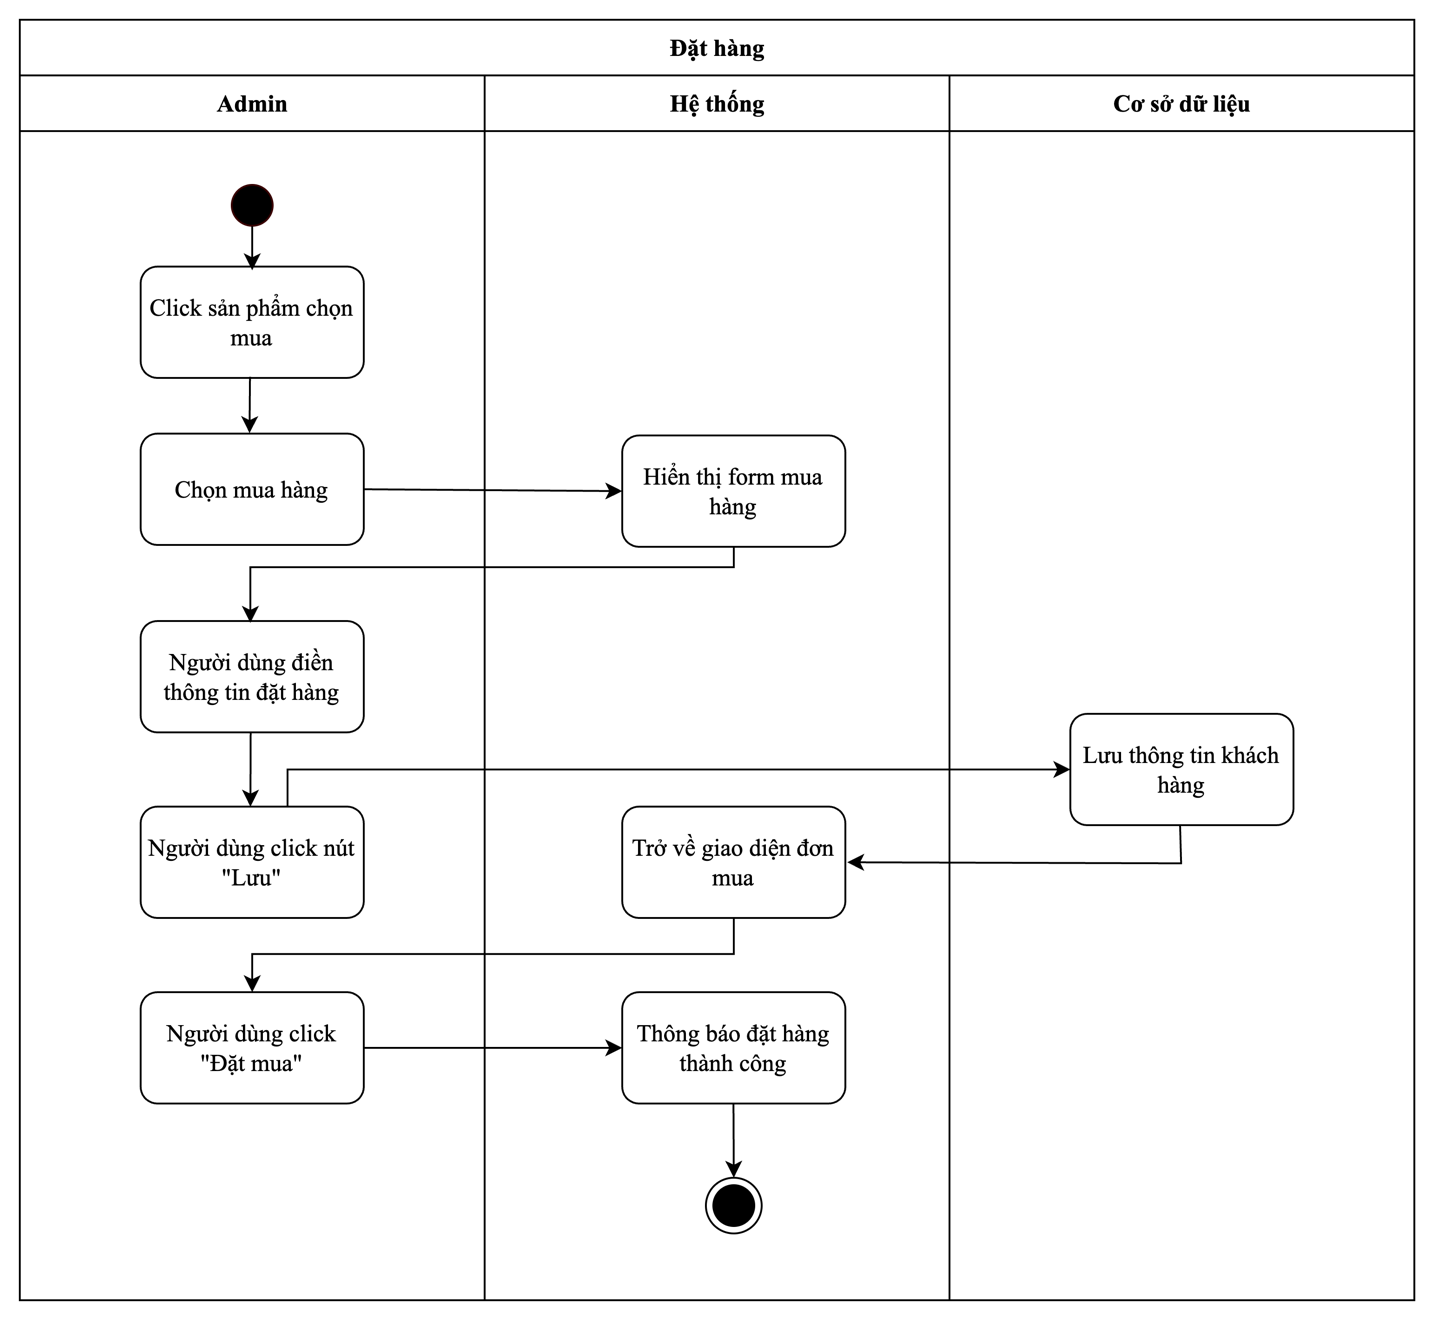 Đặt hàng
Admin
Hệ thống
Cơ sở dữ liệu
Click sản phẩm chọn
mua
Chọn mua hàng
Hiển thị form mua
hàng
Người dùng điền
thông tin đặt hàng
Lưu thông tin khách
hàng
Người dùng click nút
"Lưu"
Trở về giao diện đơn
mua
Người dùng click
"Đặt mua"
Thông báo đặt hàng
thành công